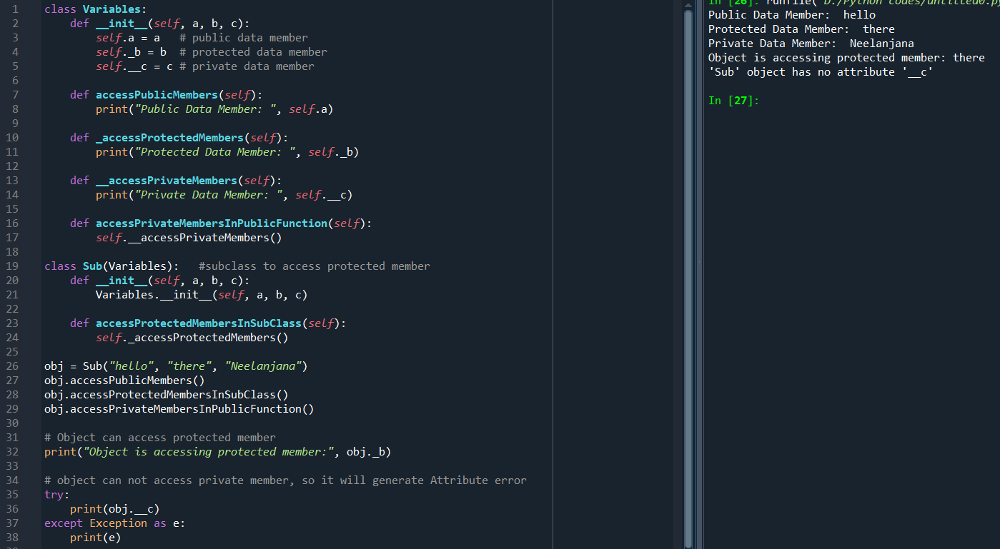 1 class Variables:
2     def __init__(self, a, b, c):
3         self.a = a   # public data member
4         self._b = b  # protected data member
5         self.__c = c # private data member
6
7     def accessPublicMembers(self):
8         print("Public Data Member: ", self.a)
9
10     def _accessProtectedMembers(self):
11         print("Protected Data Member: ", self._b)
12
13     def __accessPrivateMembers(self):
14         print("Private Data Member: ", self.__c)
15
16     def accessPrivateMembersInPublicFunction(self):
17         self.__accessPrivateMembers()
18
19 class Sub(Variables):   #subclass to access protected member
20     def __init__(self, a, b, c):
21         Variables.__init__(self, a, b, c)
22
23     def accessProtectedMembersInSubClass(self):
24         self._accessProtectedMembers()
25
26 obj = Sub("hello", "there", "Neelanjana")
27 obj.accessPublicMembers()
28 obj.accessProtectedMembersInSubClass()
29 obj.accessPrivateMembersInPublicFunction()
30
31 # Object can access protected member
32 print("Object is accessing protected member:", obj._b)
33
34 # object can not access private member, so it will generate Attribute error
35 try:
36     print(obj.__c)
37 except Exception as e:
38     print(e)
In [26]: runfile('D:/Python codes/untitled0.py
Public Data Member:  hello
Protected Data Member:  there
Private Data Member:  Neelanjana
Object is accessing protected member: there
'Sub' object has no attribute '__c'

In [27]: